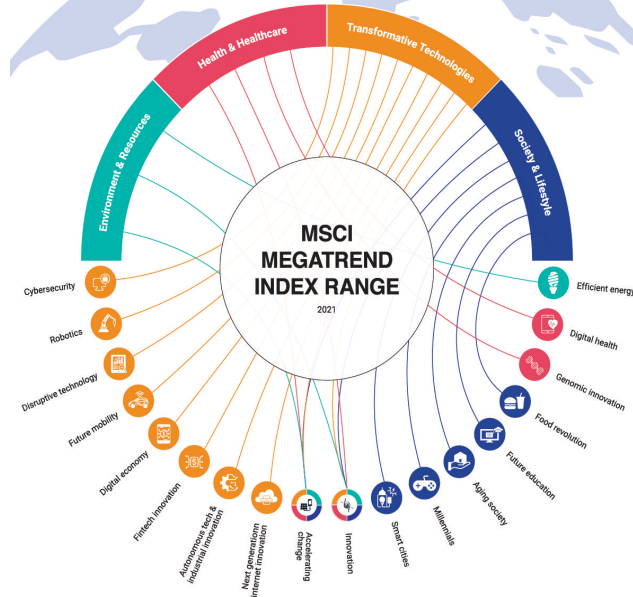 Environment & Resources
Health & Healthcare
Transformative Technologies
Society & Lifestyle
MSCI
MEGATREND
INDEX RANGE
2021
Cybersecurity
Robotics
Disruptive technology
Future mobility
Digital economy
Fintech innovation
Autonomous tech &
industrial innovation
Next generationn
internet innovation
Accelerating
change
Innovation
Smart cities
Millennials
Aging society
Future education
Food revolution
Genomic innovation
Digital health
Efficient energy